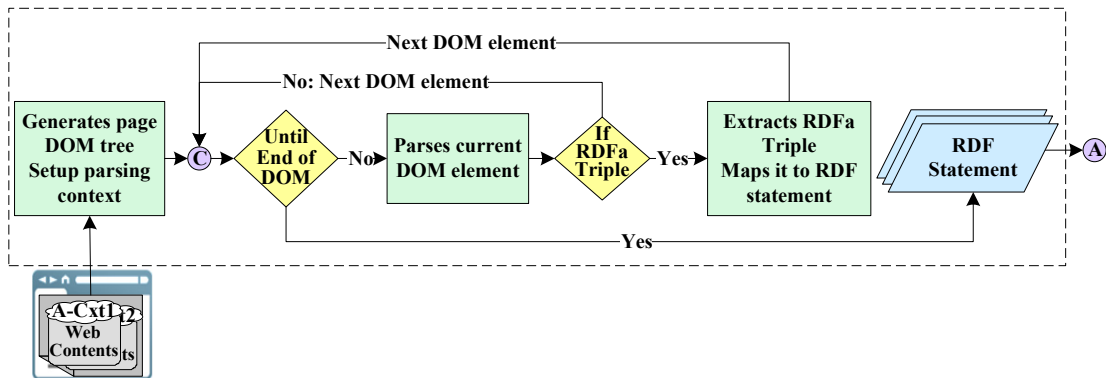 Next DOM element
No: Next DOM element
Generates page
DOM tree
Setup parsing
context
C
Until
End of
DOM
No
Parses current
DOM element
If
RDFa
Triple
Yes
Extracts RDFa
Triple
Maps it to RDF
statement
RDF
Statement
A
Yes
A-Cxt1
t2
Web
Contents
ts